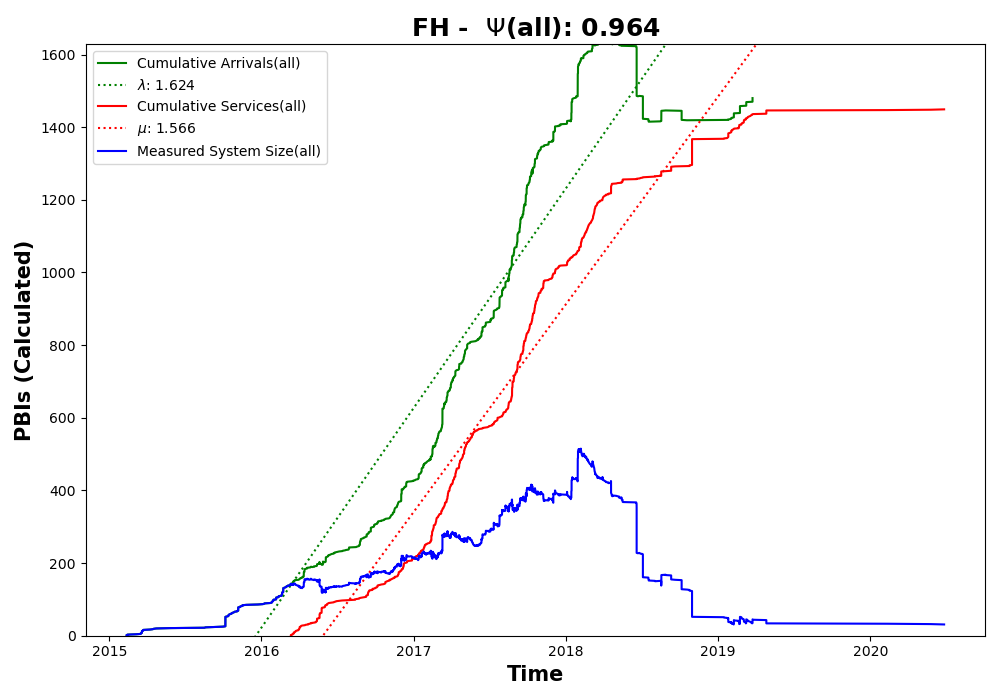 FH - Ψ(all): 0.964
Cumulative Arrivals(all)
λ: 1.624
Cumulative Services(all)
μ: 1.566
Measured System Size(all)
PBIs (Calculated)
1600
1400
1200
1000
800
600
400
200
0
2015 2016 2017 2018 2019 2020
Time